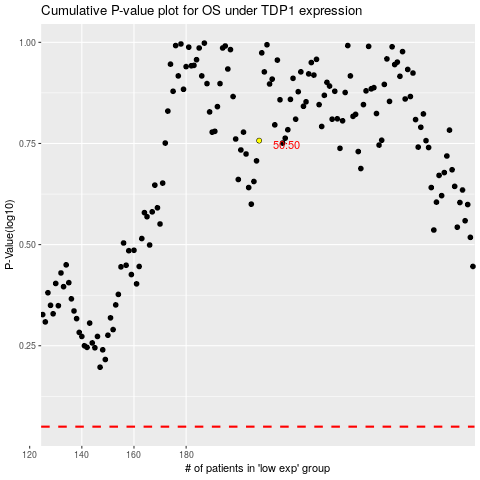 Cumulative P-value plot for OS under TDP1 expression
P-Value(log10)
1.00
0.75
0.50
0.25
50:50
120 140 160 180
# of patients in 'low exp' group